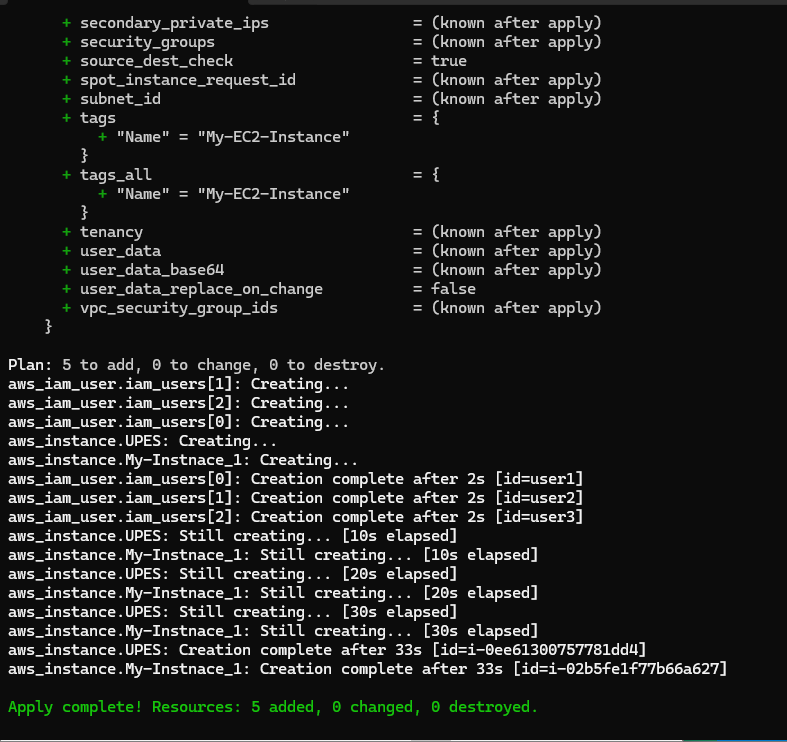 + secondary_private_ips = (known after apply)
+ security_groups = (known after apply)
+ source_dest_check = true
+ spot_instance_request_id = (known after apply)
+ subnet_id = (known after apply)
+ tags = {
+ "Name" = "My-EC2-Instance"
}
+ tags_all = {
+ "Name" = "My-EC2-Instance"
}
+ tenancy = (known after apply)
+ user_data = (known after apply)
+ user_data_base64 = (known after apply)
+ user_data_replace_on_change = false
+ vpc_security_group_ids = (known after apply)
}
Plan: 5 to add, 0 to change, 0 to destroy.
aws_iam_user.iam_users[1]: Creating...
aws_iam_user.iam_users[2]: Creating...
aws_iam_user.iam_users[0]: Creating...
aws_instance.UPES: Creating...
aws_instance.My-Instnace_1: Creating...
aws_iam_user.iam_users[0]: Creation complete after 2s [id=user1]
aws_iam_user.iam_users[1]: Creation complete after 2s [id=user2]
aws_iam_user.iam_users[2]: Creation complete after 2s [id=user3]
aws_instance.UPES: Still creating... [10s elapsed]
aws_instance.My-Instnace_1: Still creating... [10s elapsed]
aws_instance.UPES: Still creating... [20s elapsed]
aws_instance.My-Instnace_1: Still creating... [20s elapsed]
aws_instance.UPES: Still creating... [30s elapsed]
aws_instance.My-Instnace_1: Still creating... [30s elapsed]
aws_instance.UPES: Creation complete after 33s [id=i-0ee61300757781dd4]
aws_instance.My-Instnace_1: Creation complete after 33s [id=i-02b5fe1f77b66a627]
Apply complete! Resources: 5 added, 0 changed, 0 destroyed.